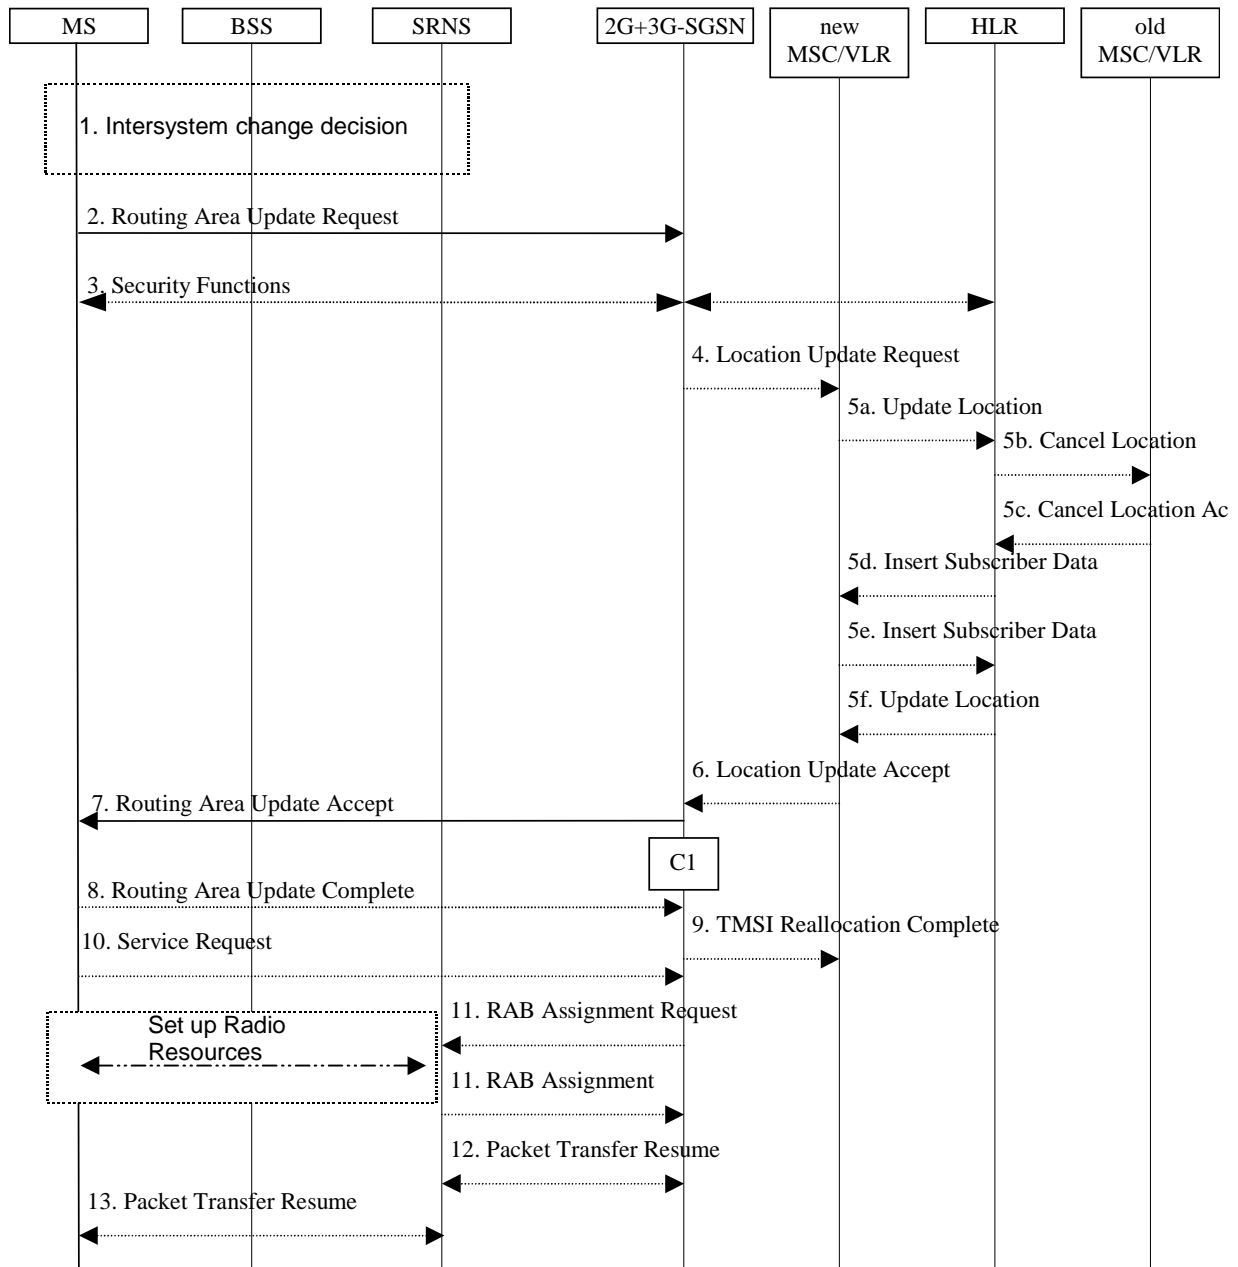 MS
BSS
SRNS
2G+3G-SGSN
new
MSC/VLR
HLR
old
MSC/VLR
1. Intersystem change decision
2. Routing Area Update Request
3. Security Functions
4. Location Update Request
5a. Update Location
5b. Cancel Location
5c. Cancel Location Ac
5d. Insert Subscriber Data
5e. Insert Subscriber Data
5f. Update Location
6. Location Update Accept
7. Routing Area Update Accept
C1
8. Routing Area Update Complete
9. TMSI Reallocation Complete
10. Service Request
11. RAB Assignment Request
Set up Radio
Resources
11. RAB Assignment
12. Packet Transfer Resume
13. Packet Transfer Resume